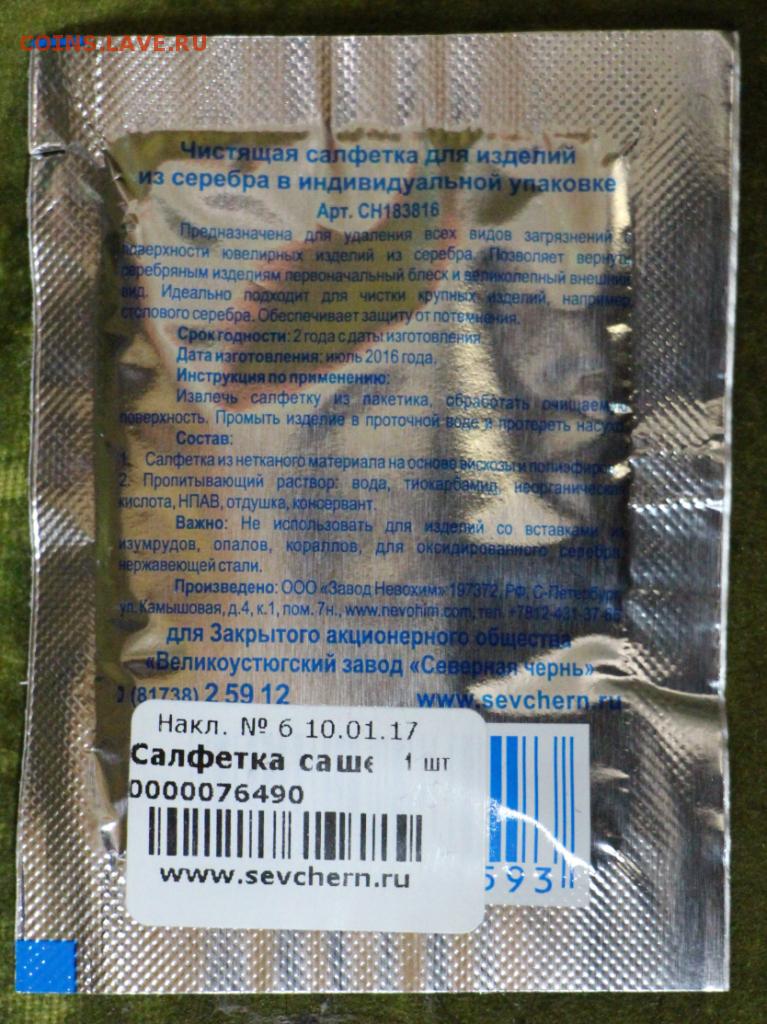 COINS.LAVE.RU
Чистящая салфетка для изделий
из серебра в индивидуальной упаковке
Арт. СН183816
Предназначена для удаления всех видов загрязнений с
поверхности ювелирных изделий из серебра. Позволяет вернуть
серебряным изделиям первоначальный блеск и великолепный внешний
вид. Идеально подходит для чистки крупных изделий, например
столового серебра. Обеспечивает защиту от потемнения.
Срок годности: 2 года с даты изготовления.
Дата изготовления: июль 2016 года.
Инструкция по применению:
Извлечь салфетку из пакетика, обработать очищаемую
поверхность. Промыть изделие в проточной воде и протереть насухо.
Состав:
1. Салфетка из нетканого материала на основе вискозы и полиэфиров
2. Пропитывающий раствор: вода, тиокарбамид, неорганическая
кислота, НПАВ, отдушка, консервант.
Важно: Не использовать для изделий со вставками из
изумрудов, опалов, кораллов, для оксидированного серебра,
нержавеющей стали.
Произведено: ООО «Завод Невохим» 197372, РФ, С-Петербург
ул. Камышовая, д.4, к.1, пом. 7н., www.nevohim.com, тел. +7812-431-37-66
для Закрытого акционерного общества
«Великоустюгский завод «Северная чернь»
(81738) 2 59 12 www.sevchern.ru
Накл. № 6 10.01.17
Салфетка саше 1 шт
0000076490
www.sevchern.ru
593